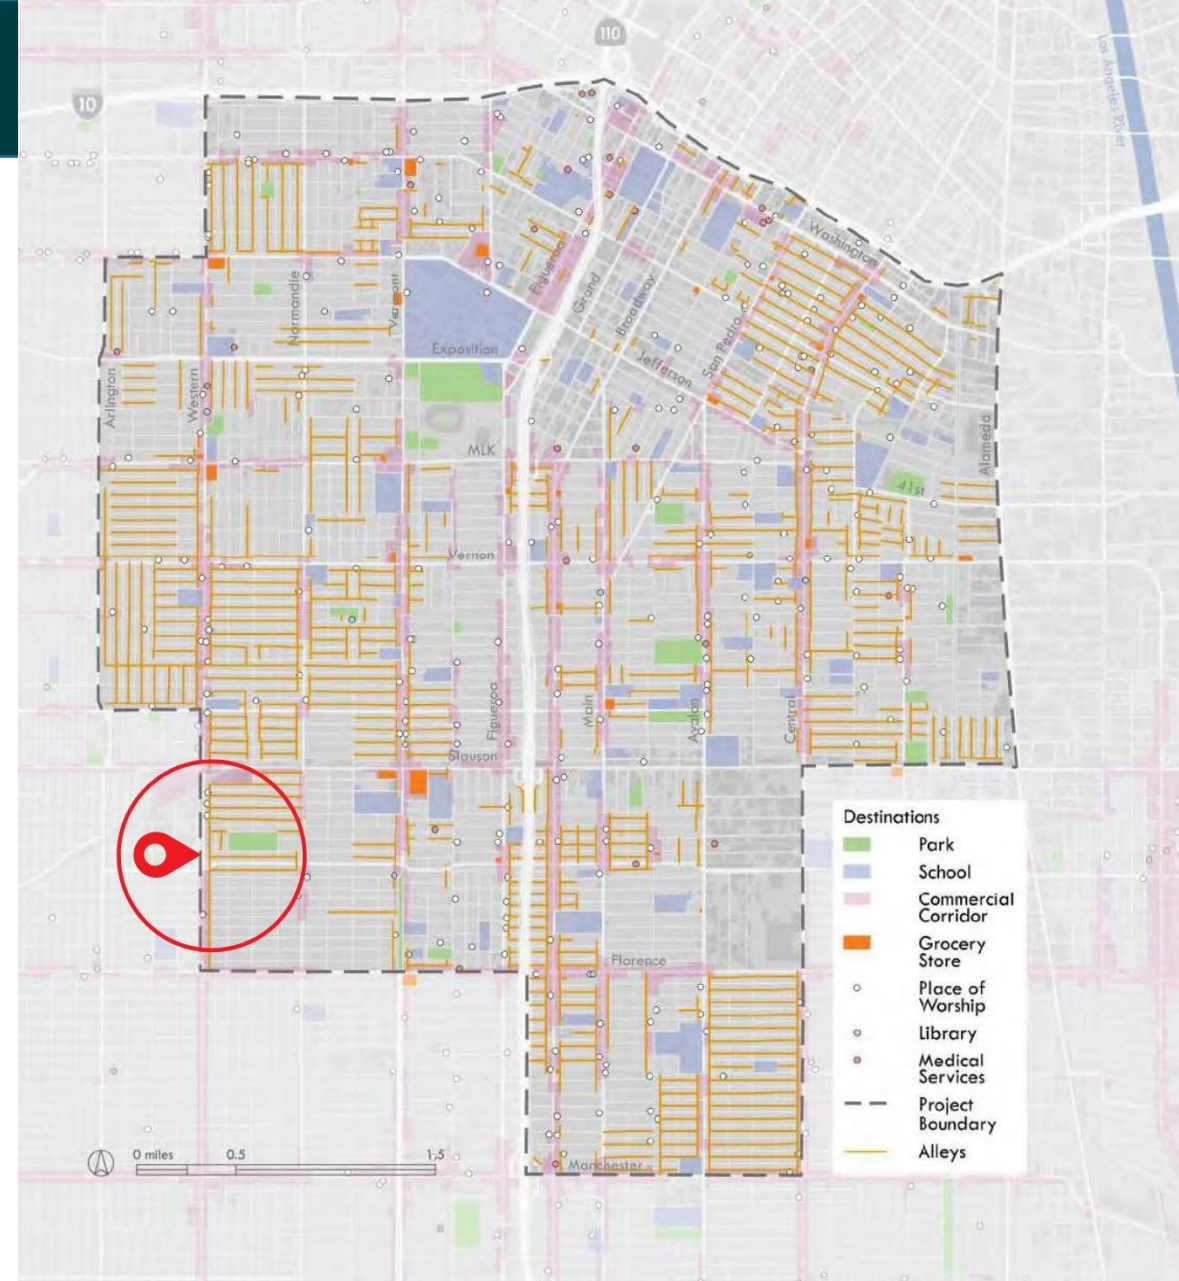 110
10
Los Angeles River
Washington
Figueroa
Grand
Broadway
Normandie
Vermont
San Pedro
Exposition
Jefferson
Arlington
Western
Alameda
MLK
41st
Vernon
Figueroa
Main
Avalon
Central
Slauson
Florence
Manchester
0 miles 0.5 1.5
Destinations
Park
School
Commercial
Corridor
Grocery
Store
Place of
Worship
Library
Medical
Services
Project
Boundary
Alleys